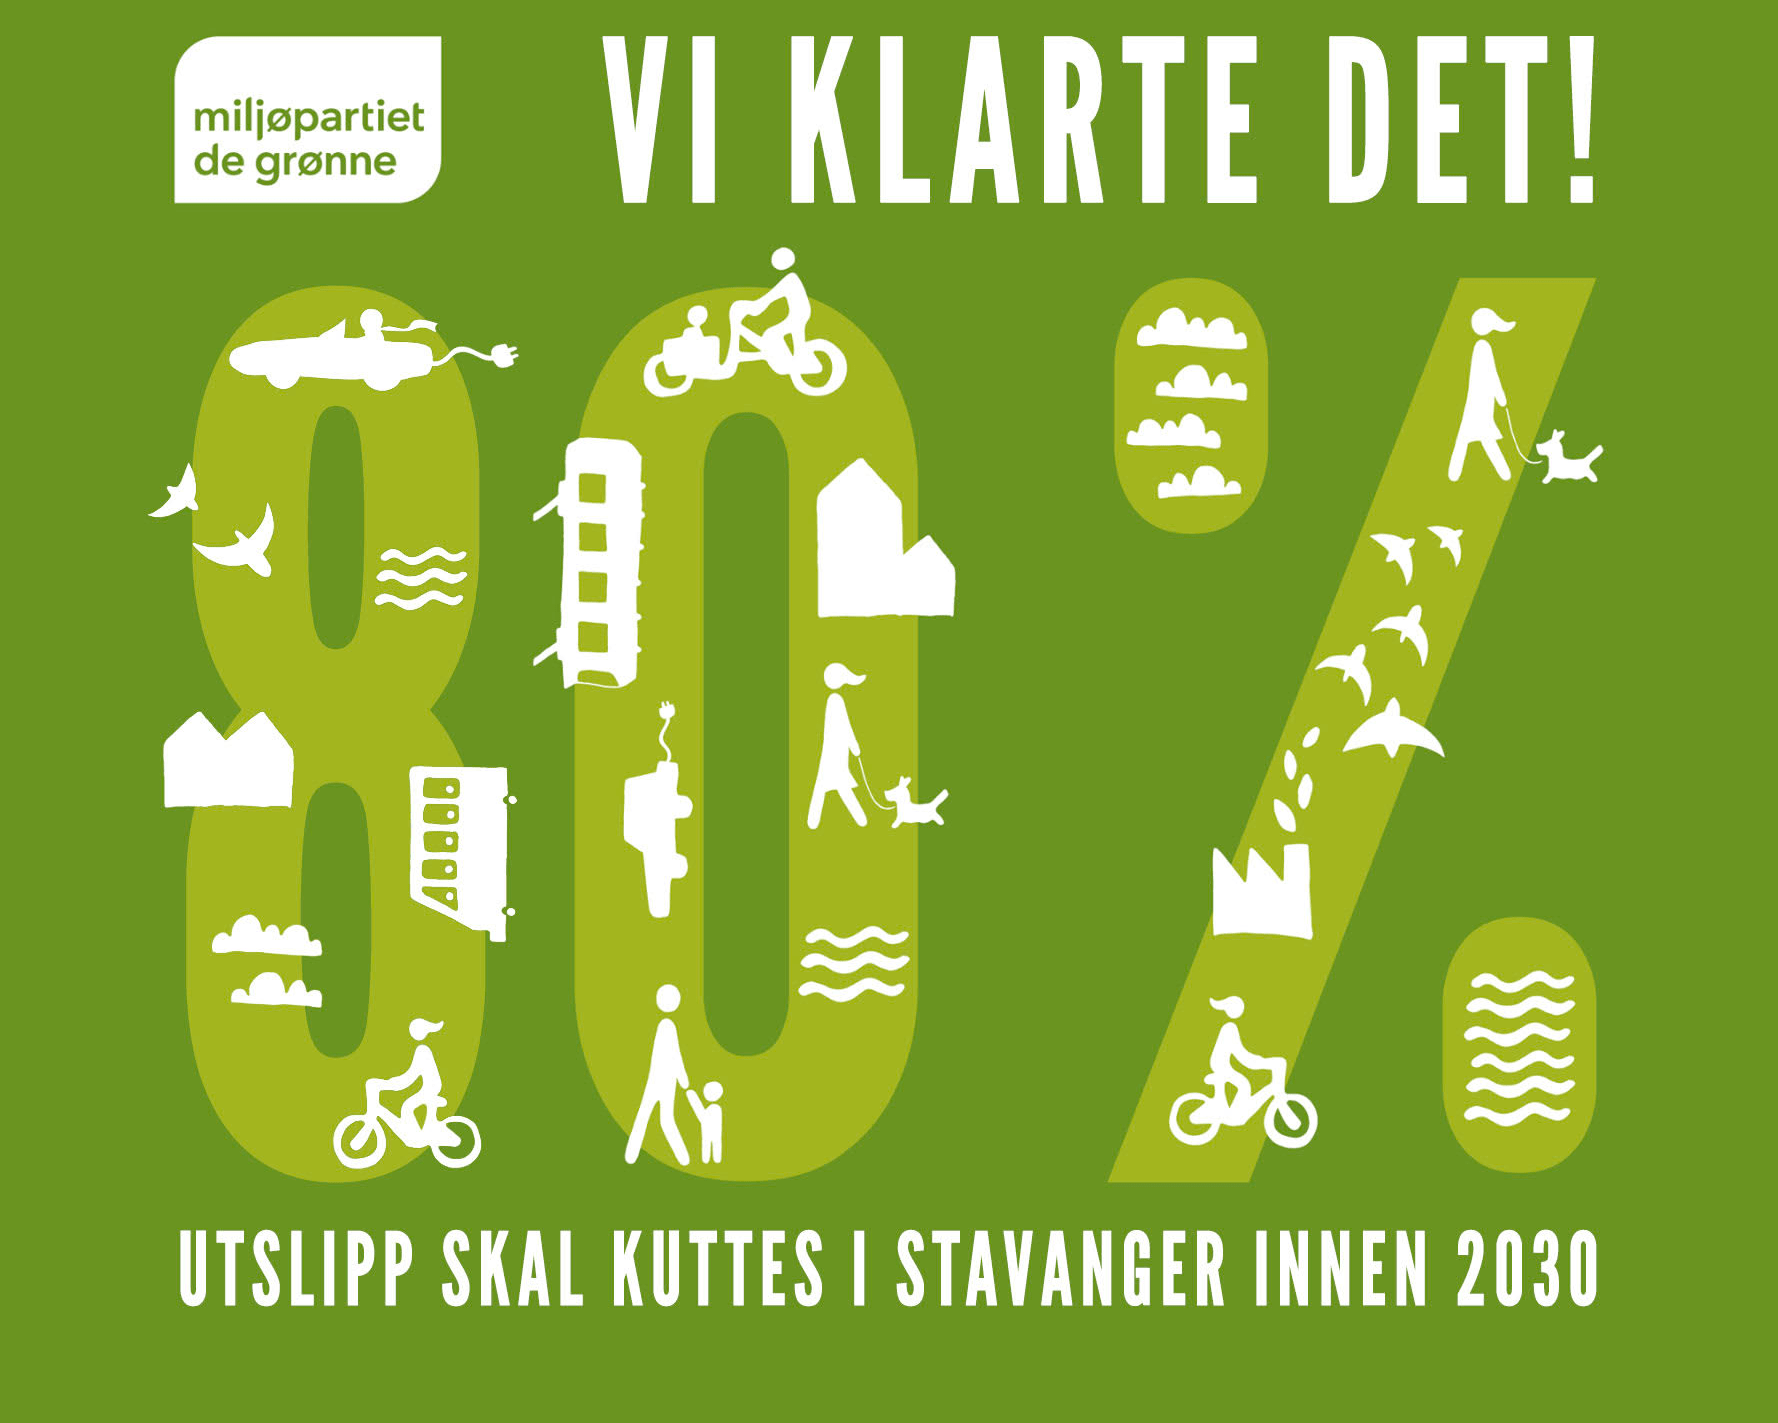 miljøpartiet
de grønne
VI KLARTE DET!
80%
UTSLIPP SKAL KUTTES I STAVANGER INNEN 2030